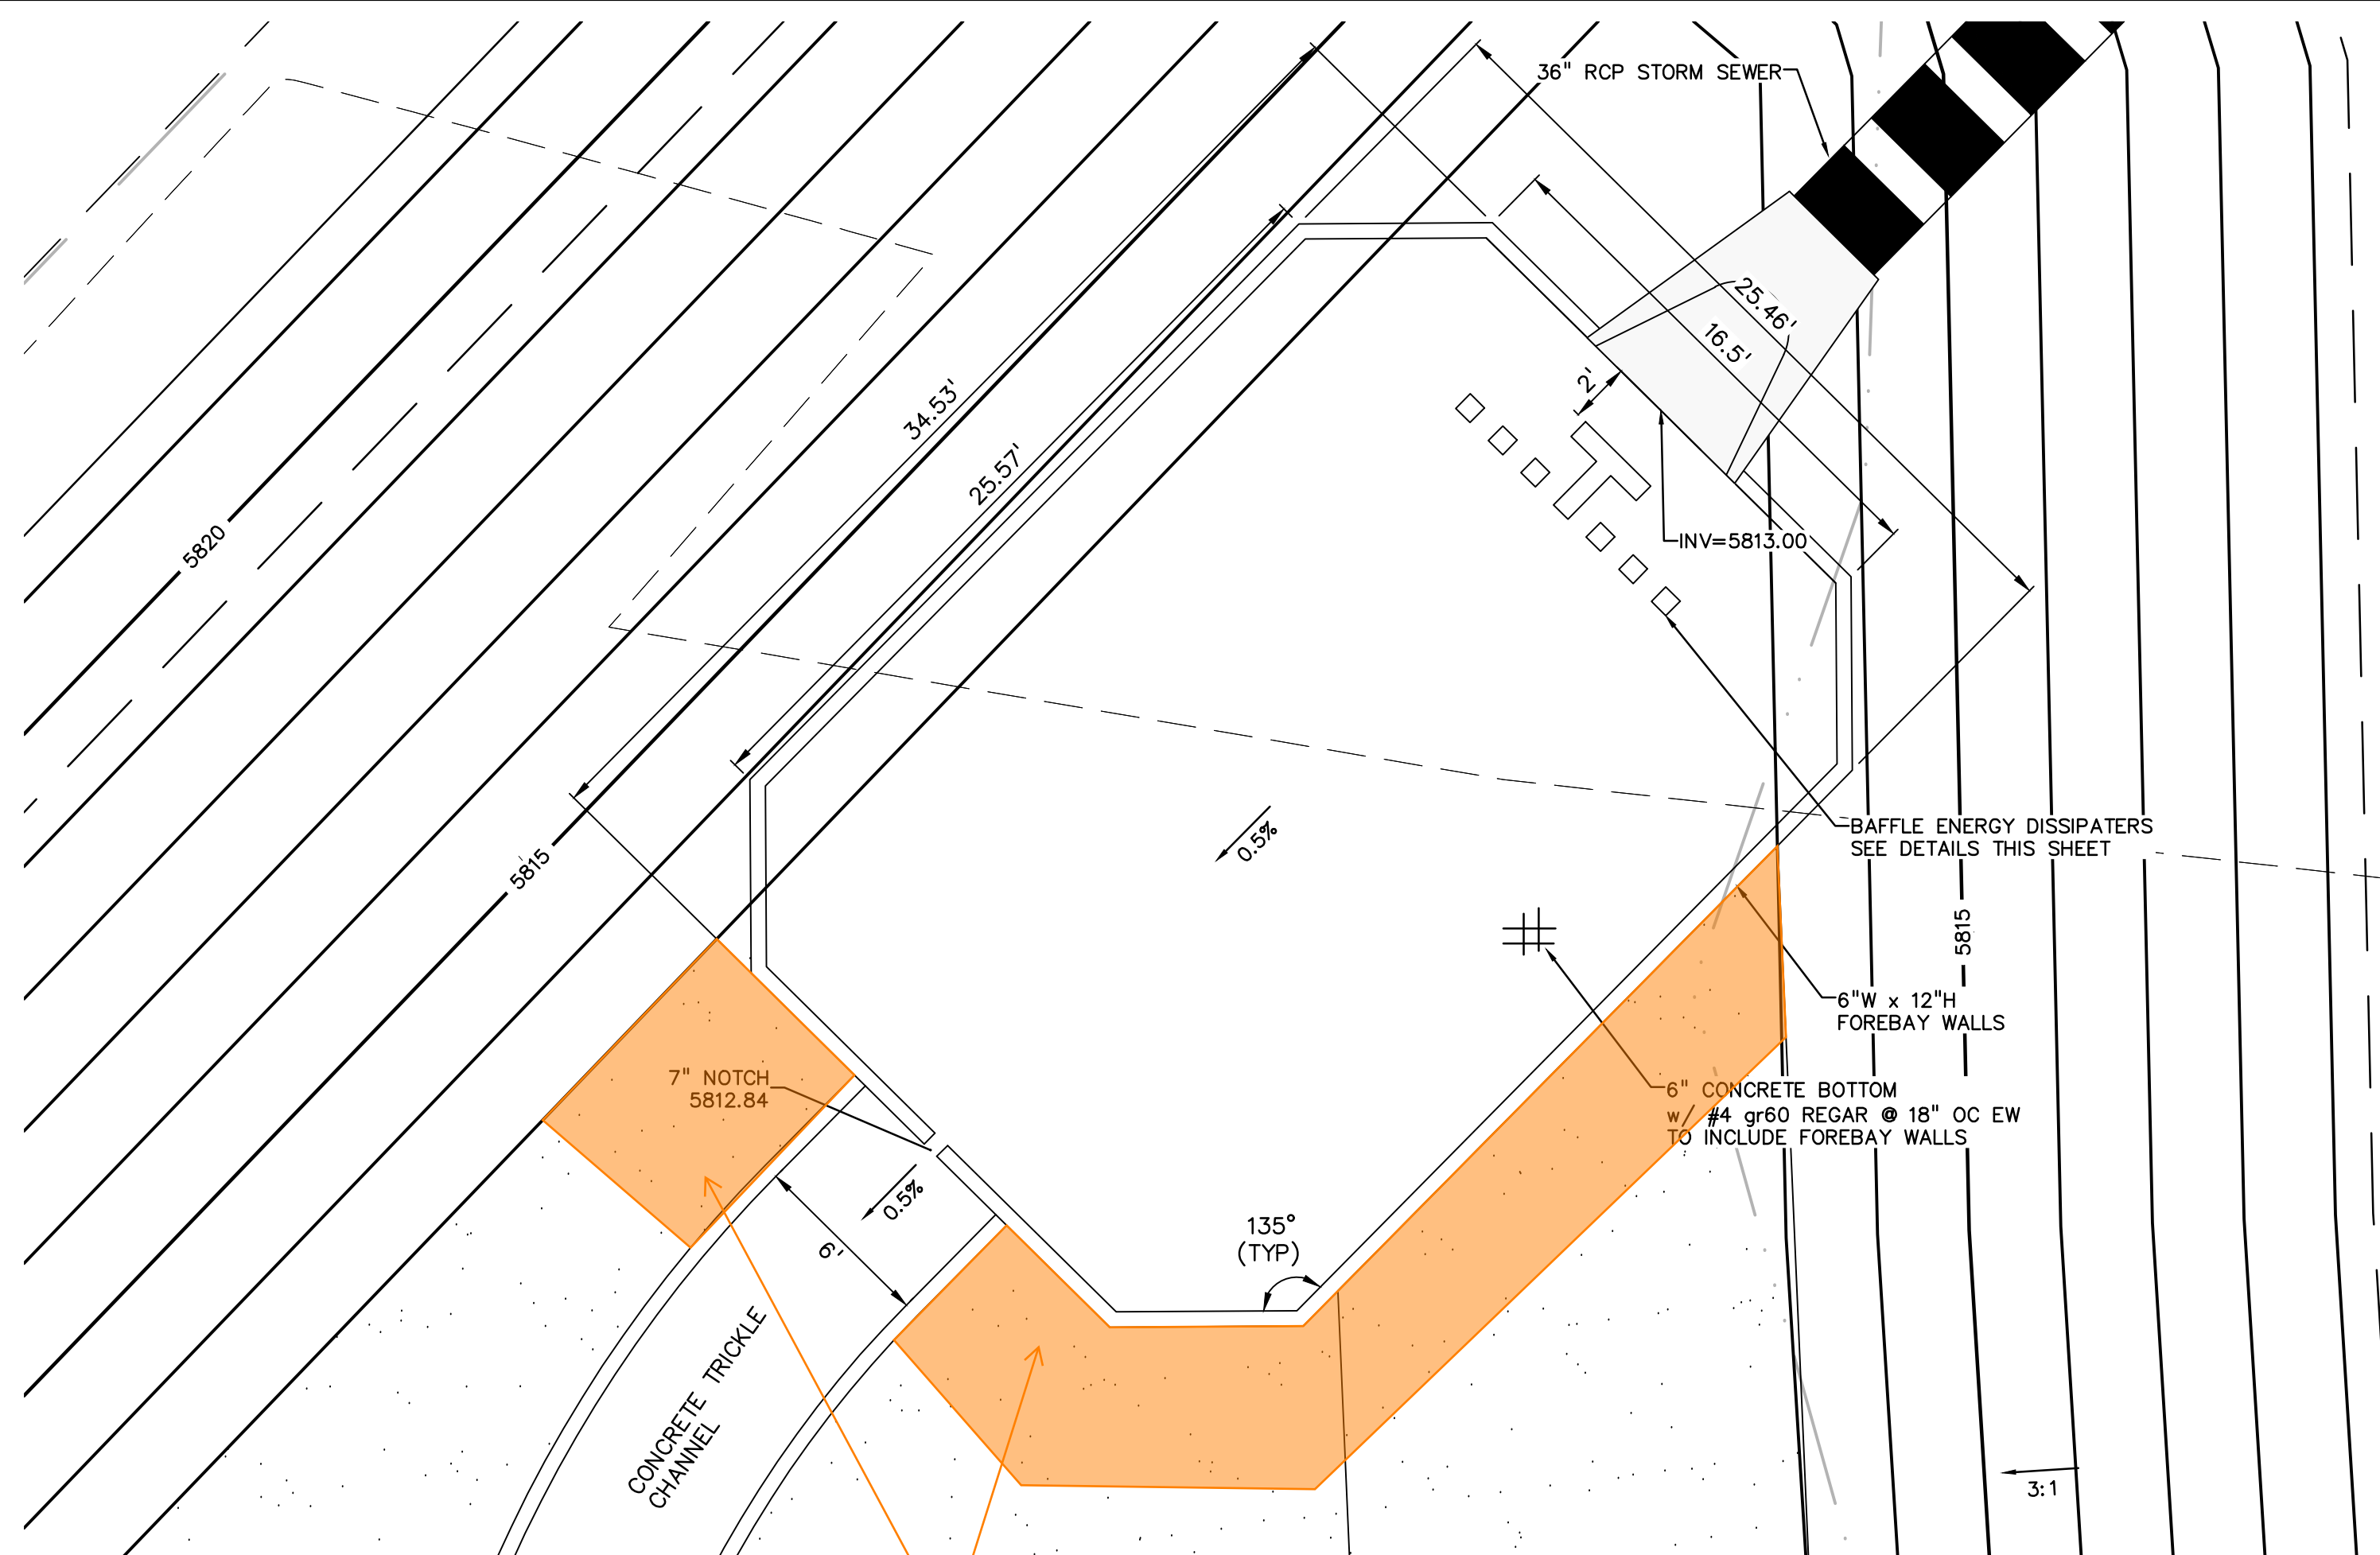 36" RCP STORM SEWER
25.46'
16.5'
2'
34.53'
25.57'
5820
INV=5813.00
5815
0.5%
BAFFLE ENERGY DISSIPATERS
SEE DETAILS THIS SHEET
5815
6"W x 12"H
FOREBAY WALLS
7" NOTCH
5812.84
6" CONCRETE BOTTOM
w/ #4 gr60 REGAR @ 18" OC EW
TO INCLUDE FOREBAY WALLS
0.5%
6'
135°
(TYP)
CONCRETE TRICKLE
CHANNEL
3:1